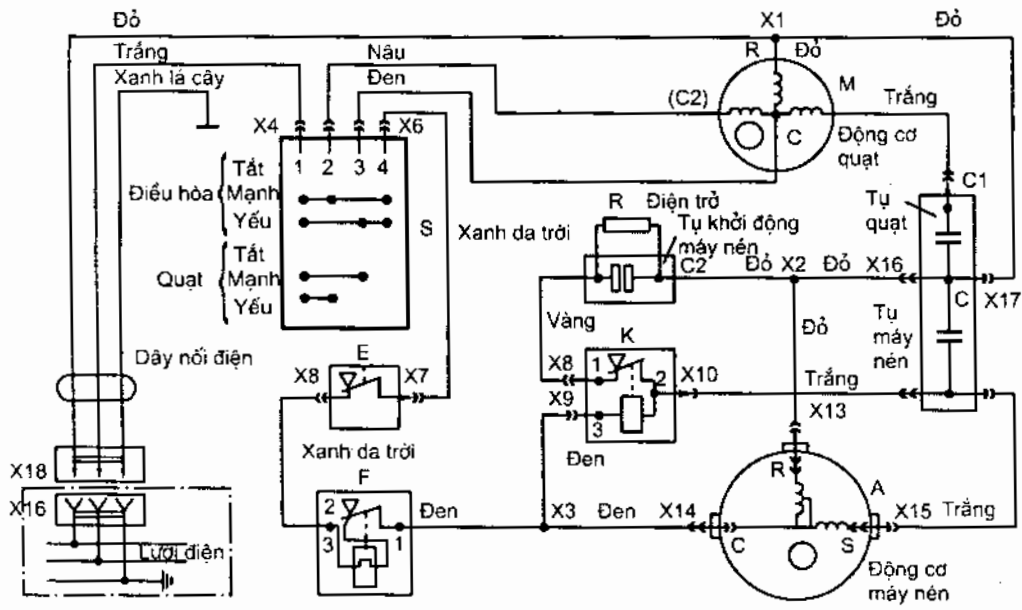 Đỏ X1 Đỏ
Trắng Nâu R Đỏ
Xanh lá cây Đen M
(C2) Trắng
X4 X6 C Động cơ
quạt
1 2 3 4 C1
Tắt
Điều hòa Mạnh
Yếu
S
Tắt
Quạt Mạnh
Yếu
R Điện trở
Xanh da trời Tụ khởi động
máy nén
C2 Đỏ X2 Đỏ X16
Tụ
quạt
C X17
Tụ
máy
nén
Vàng Đỏ
Dây nối điện
E K
X8 X7 X8 1 2 X10 Trắng
X9 3 X13
Xanh da trời Đen
F
X18 R A
X16 2 Đen X3 Đen X14 X15 Trắng
3 1 C S
Lưới điện
Động cơ
máy nén